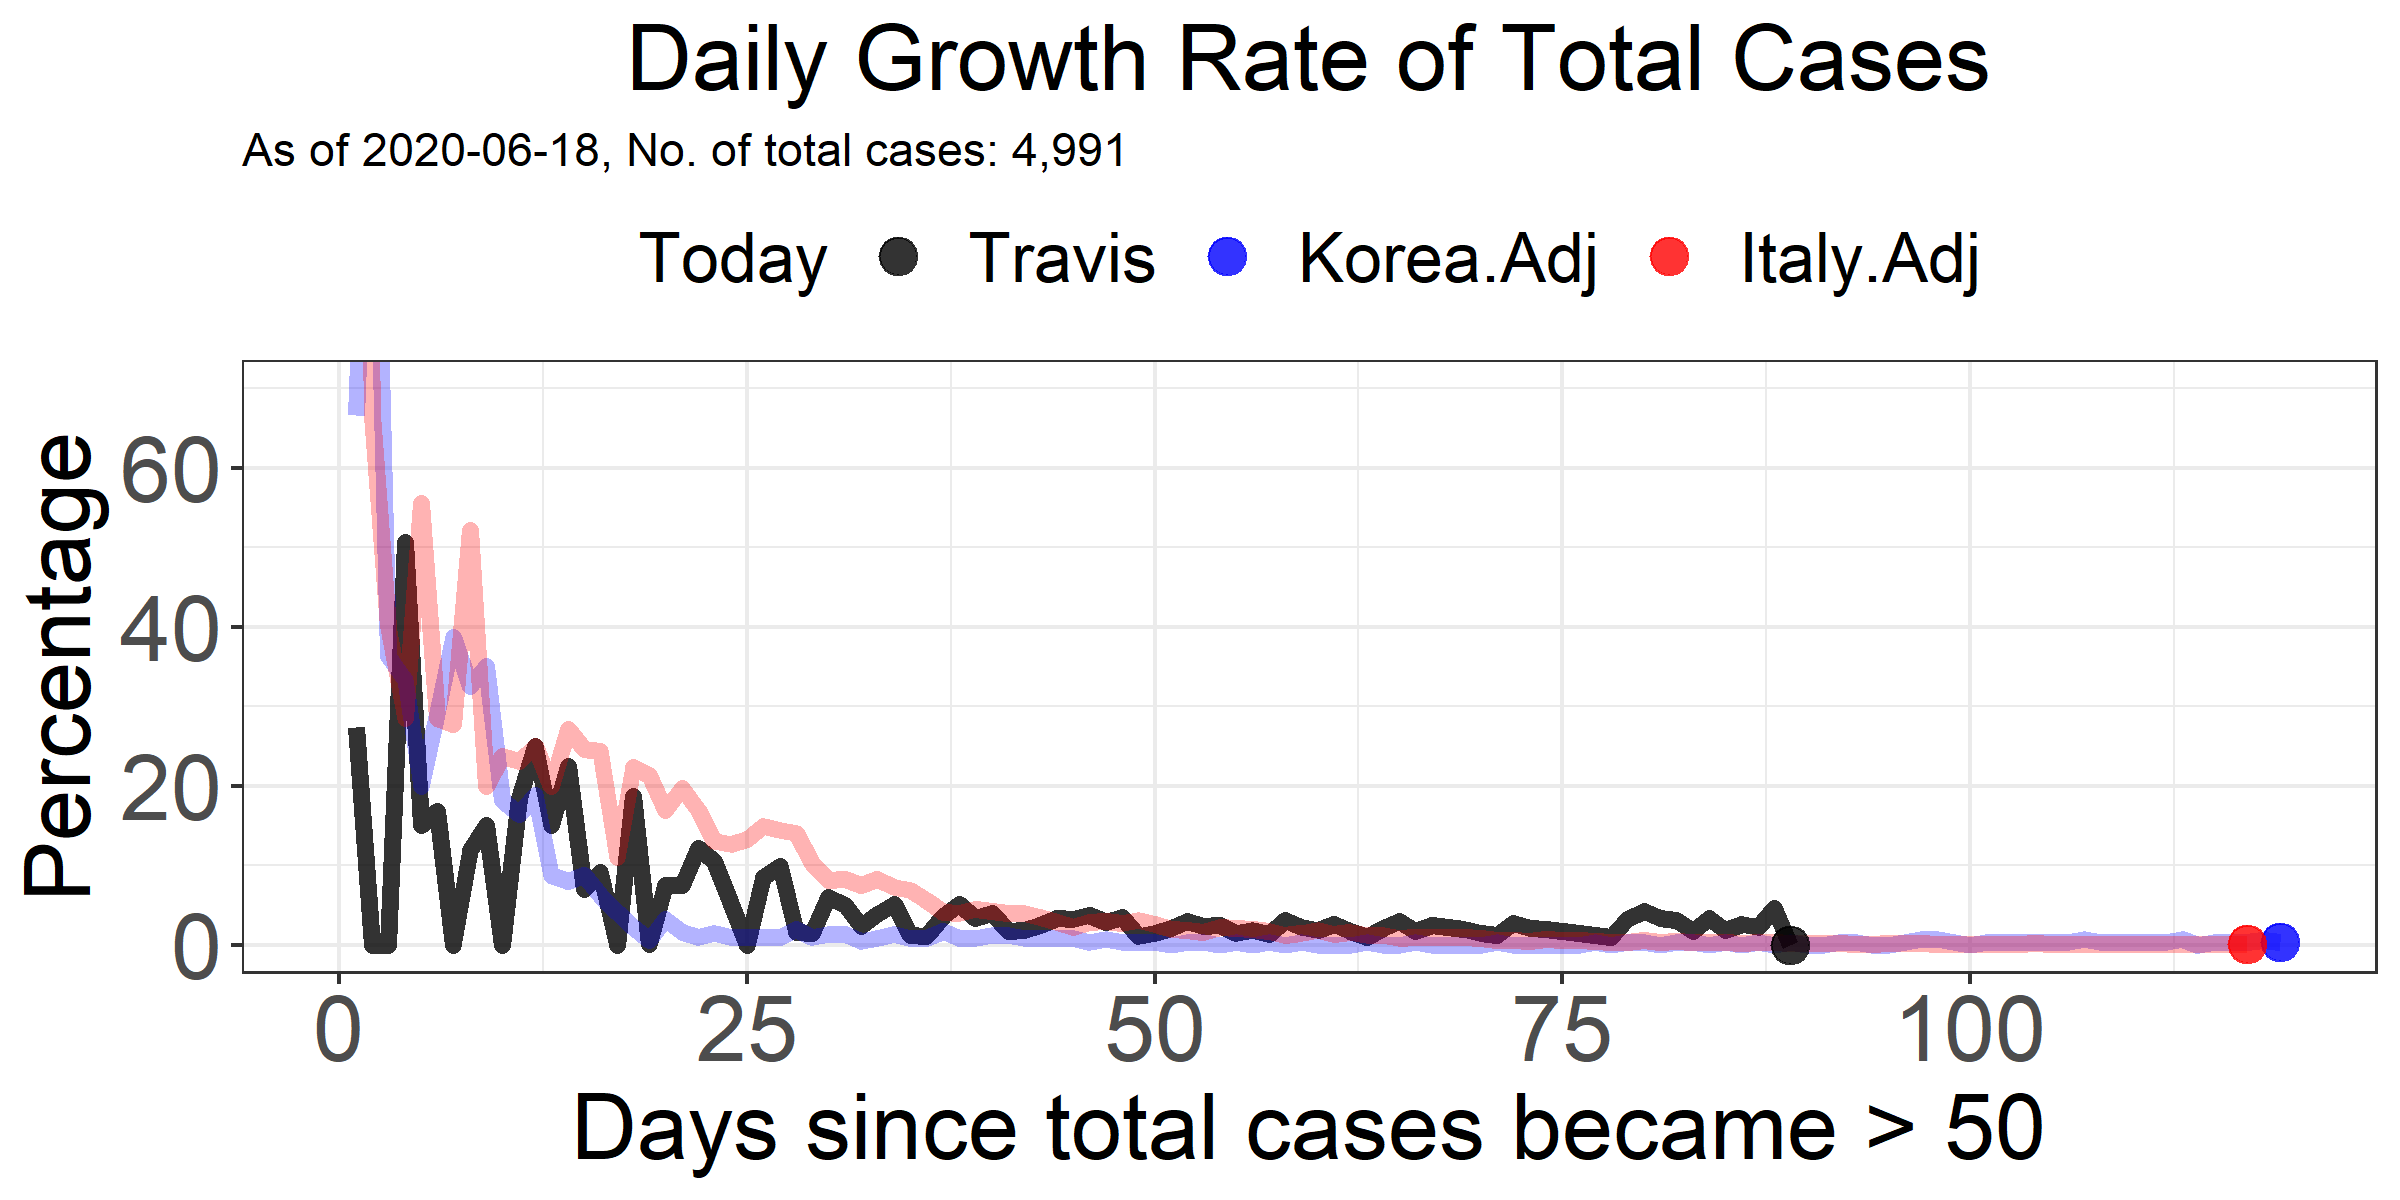 Daily Growth Rate of Total Cases
As of 2020-06-18, No. of total cases: 4,991
Today Travis Korea.Adj Italy.Adj
Percentage
60
40
20
0
0 25 50 75 100
Days since total cases became > 50